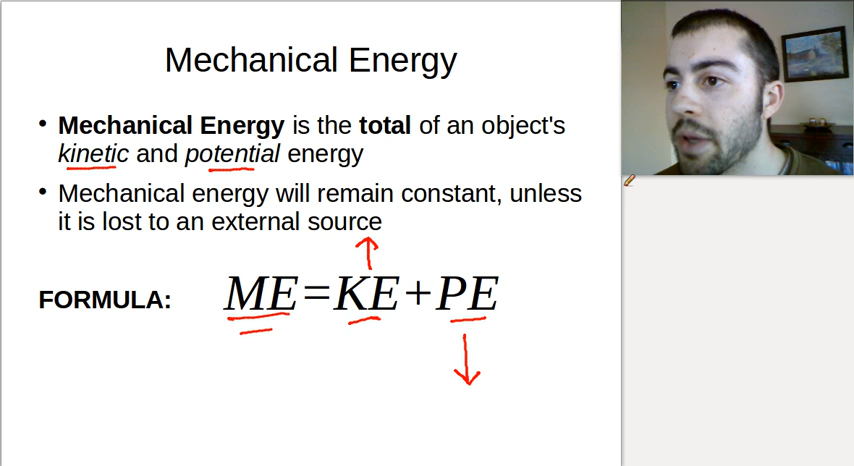 Mechanical Energy
• Mechanical Energy is the total of an object's
kinetic and potential energy
• Mechanical energy will remain constant, unless
it is lost to an external source
FORMULA: ME=KE+PE